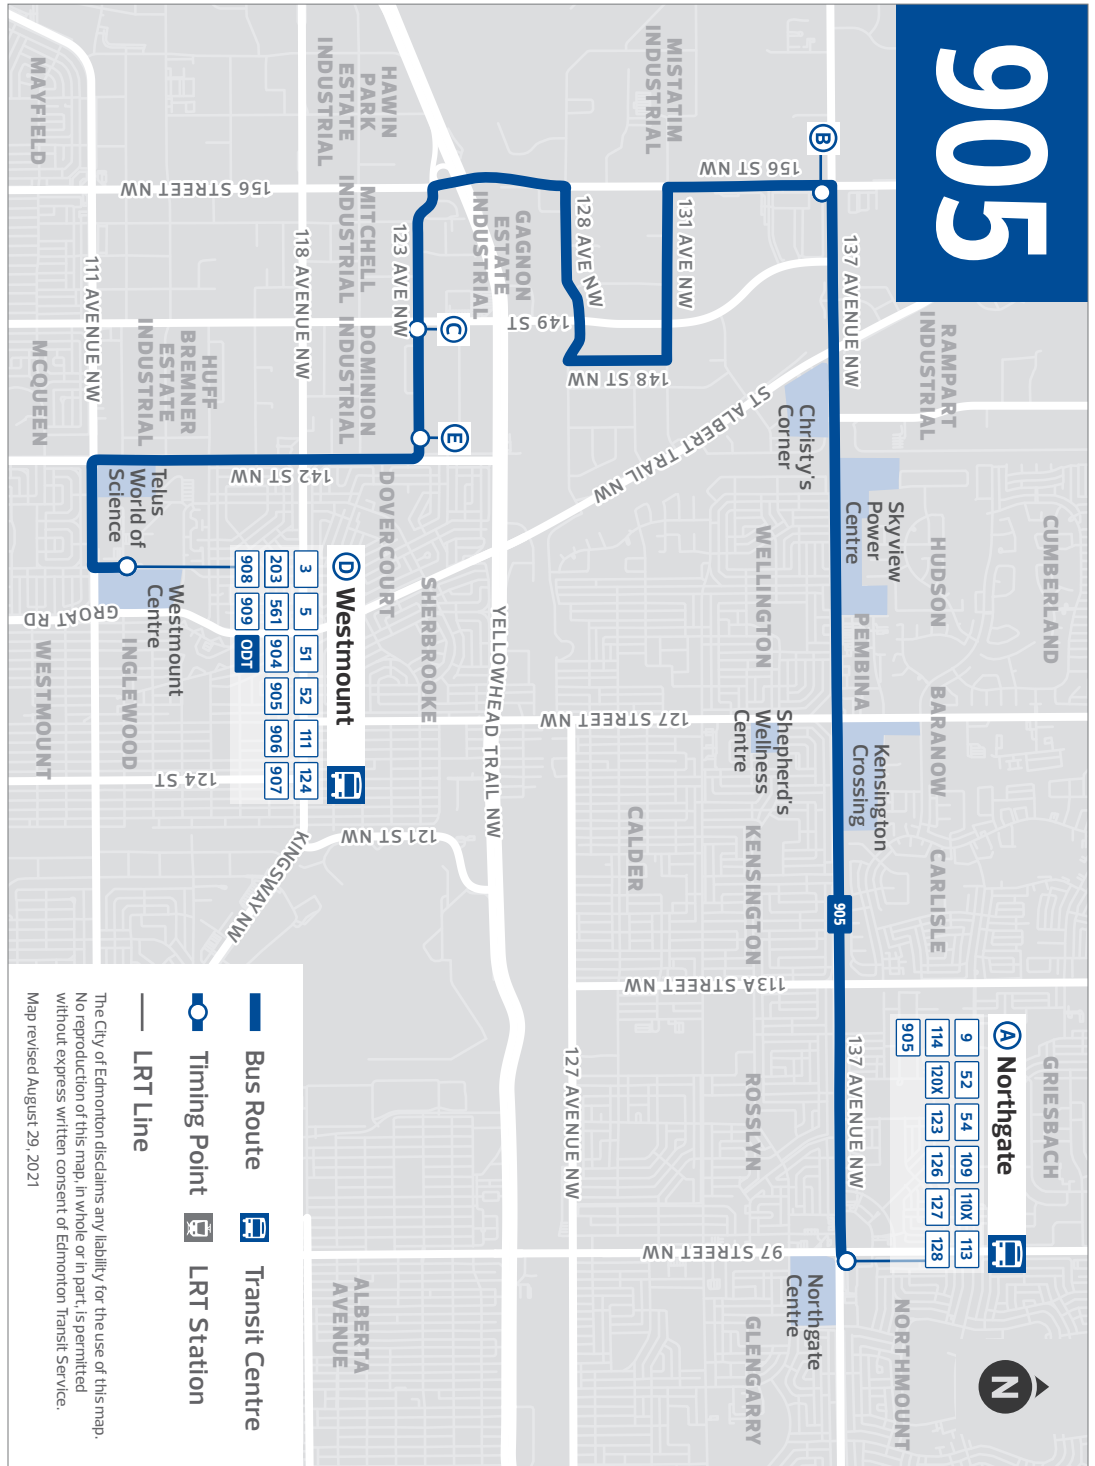 905
MISTATIM
INDUSTRIAL
HAWIN
PARK
ESTATE
INDUSTRIAL
MAYFIELD
B
156 ST NW
156 STREET NW
137 AVENUE NW
131 AVE NW
128 AVE NW
GAGNON
ESTATE
INDUSTRIAL
MITCHELL
INDUSTRIAL
123 AVE NW
118 AVENUE NW
111 AVENUE NW
149 ST
148 ST NW
C
E
RAMPART
INDUSTRIAL
ST ALBERT TRAIL NW
Christy's
Corner
DOMINION
INDUSTRIAL
HUFF
BREMNER
ESTATE
INDUSTRIAL
MCQUEEN
142 ST NW
Telus
World of
Science
DOVERCOURT
Skyview
Power
Centre
CUMBERLAND
HUDSON
WELLINGTON
PEMBINA
SHERBROOKE
YELLOWHEAD TRAIL NW
D Westmount
3 5 51 52 111 124
203 561 904 905 906 907
908 909 ODT
Westmount
Centre
GROAT RD
WESTMOUNT
INGLEWOOD
127 STREET NW
124 ST
121 ST NW
KINGSWAY NW
BARANOW
Kensington
Crossing
Shepherd's
Wellness
Centre
CALDER
KENSINGTON
CARLISLE
905
113A STREET NW
A Northgate
9 52 54 109 110X 113
114 120X 123 126 127 128
905
GRIESBACH
137 AVENUE NW
127 AVENUE NW
ROSSLYN
97 STREET NW
Northgate
Centre
NORTHMOUNT
GLENGARRY
ALBERTA
AVENUE
N
Bus Route
Transit Centre
Timing Point
LRT Station
LRT Line
The City of Edmonton disclaims any liability for the use of this map.
No reproduction of this map, in whole or in part, is permitted
without express written consent of Edmonton Transit Service.
Map revised August 29, 2021